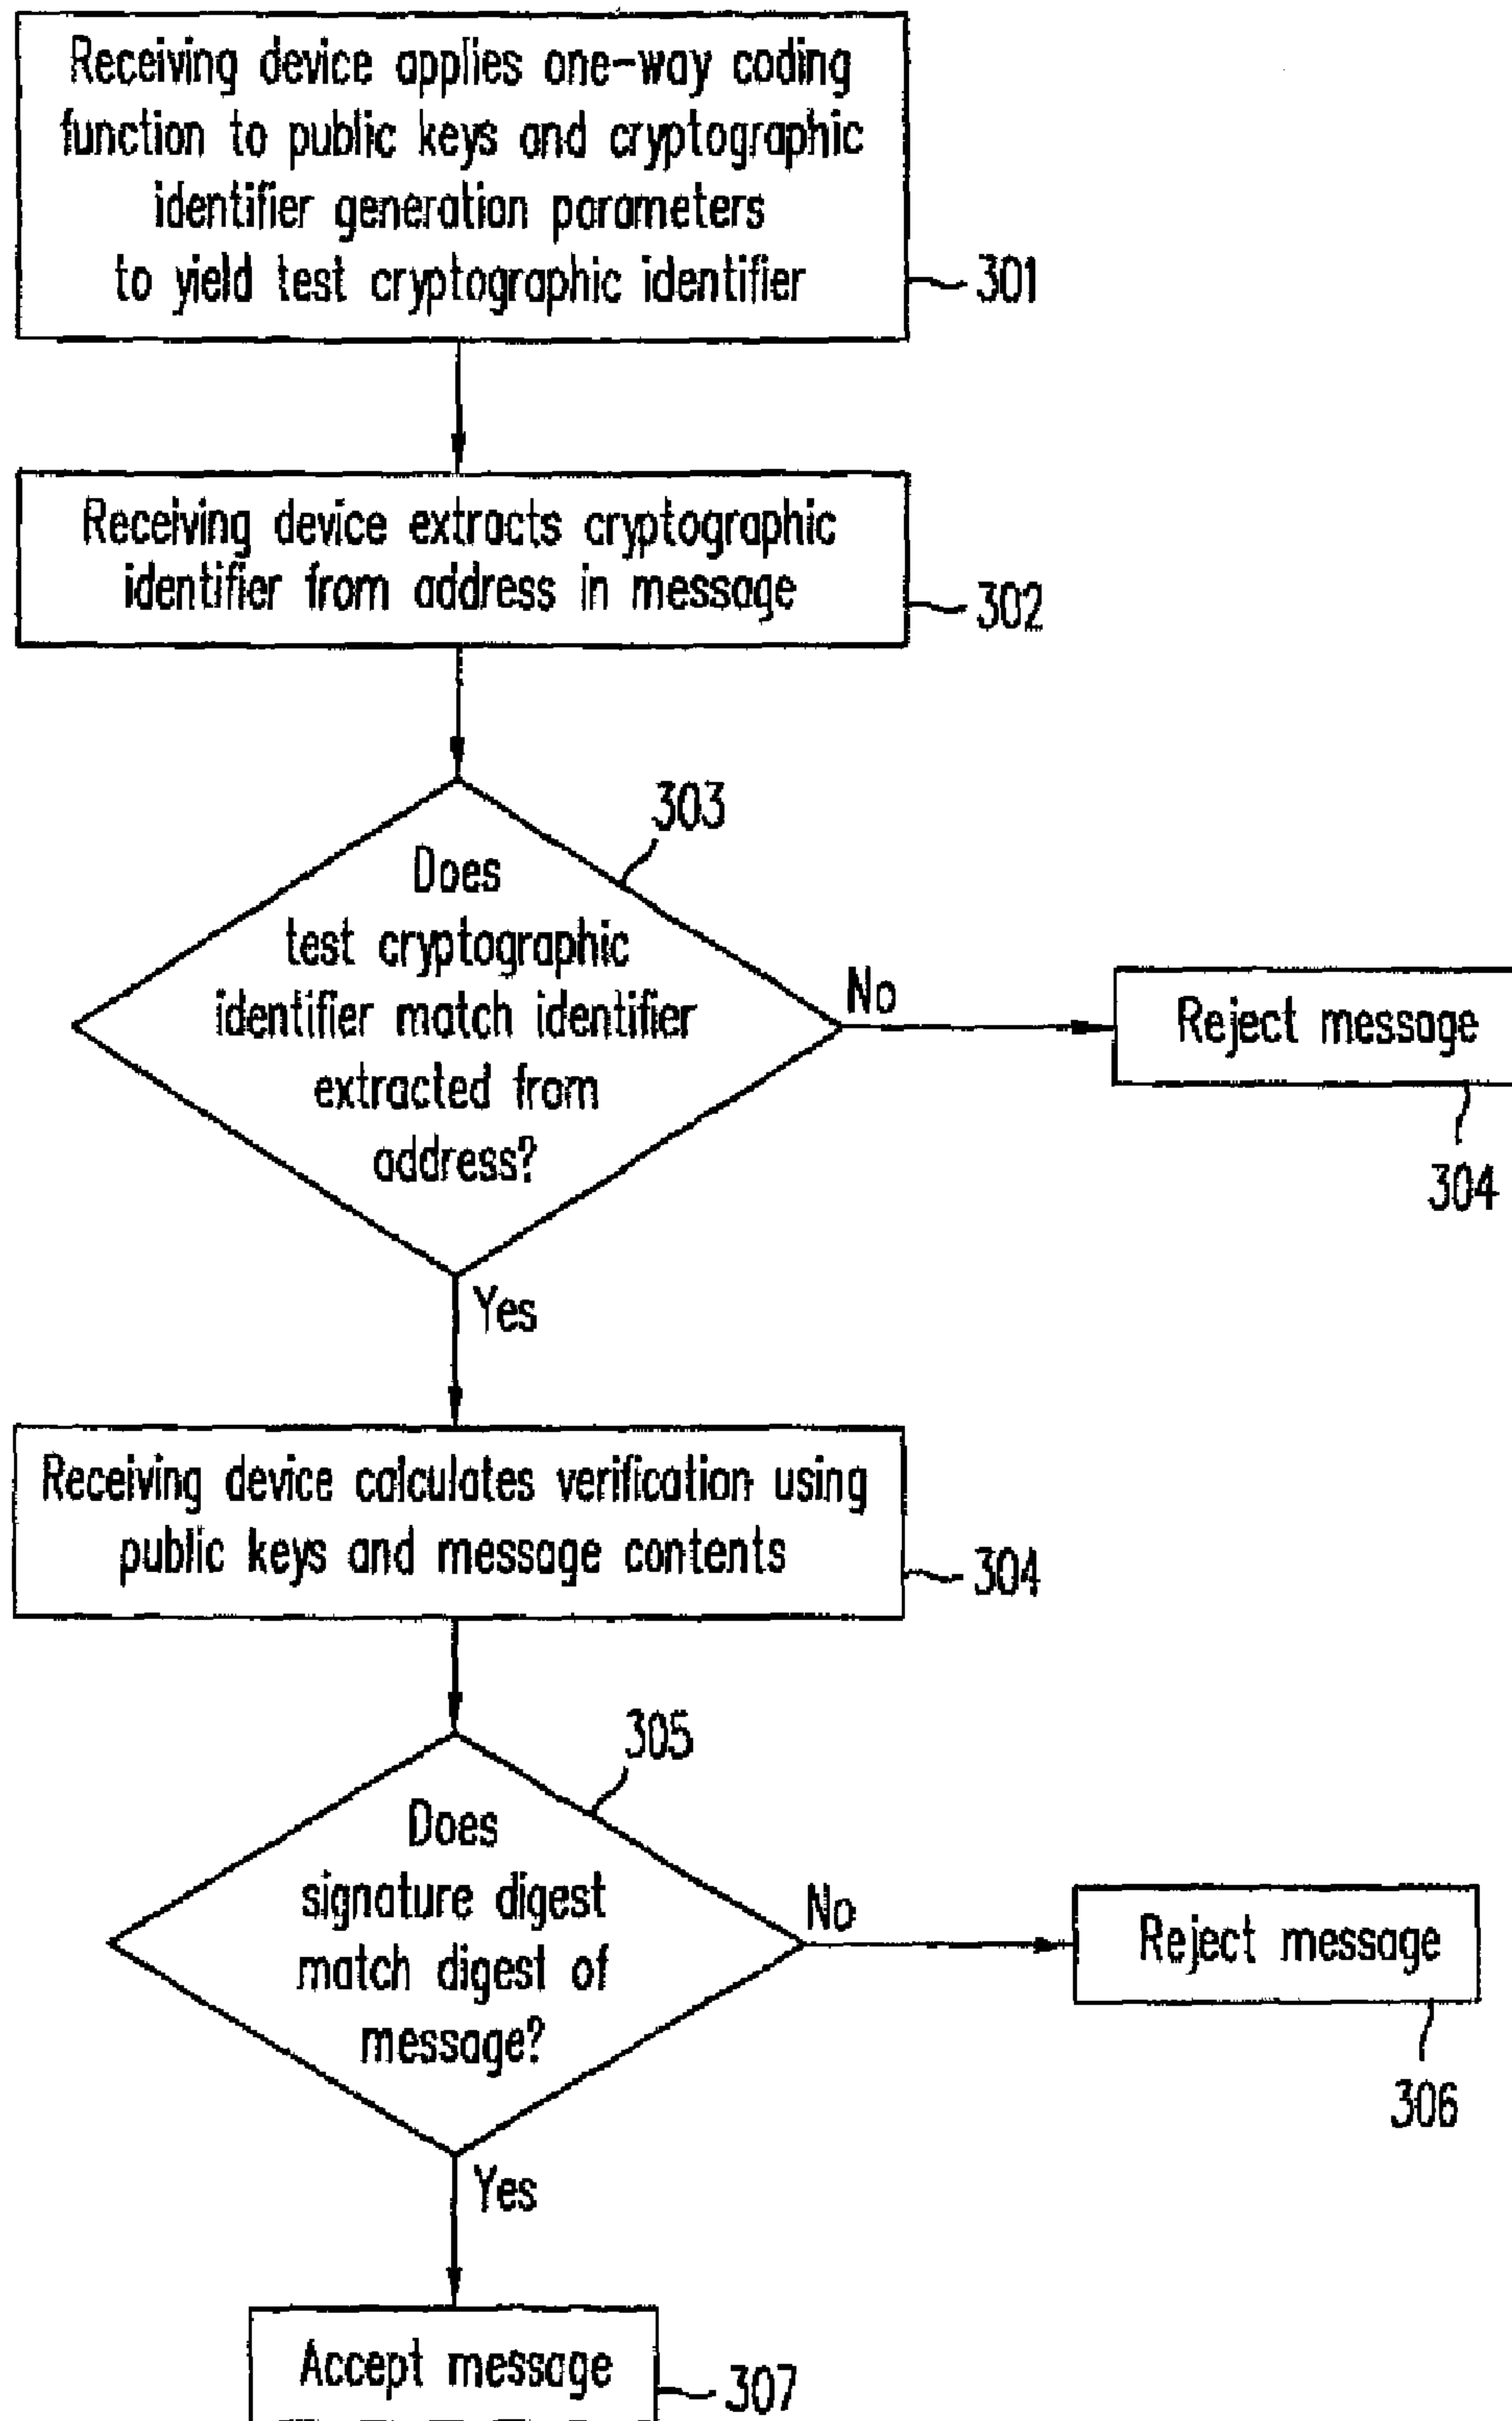 Receiving device applies one-way coding
function to public keys and cryptographic
identifier generation parameters
to yield test cryptographic identifier
301
Receiving device extracts cryptographic
identifier from address in message
302
303
Does
test cryptographic
identifier match identifier
extracted from
address?
No
Reject message
304
Yes
Receiving device calculates verification using
public keys and message contents
304
305
Does
signature digest
match digest of
message?
No
Reject message
306
Yes
Accept message
307